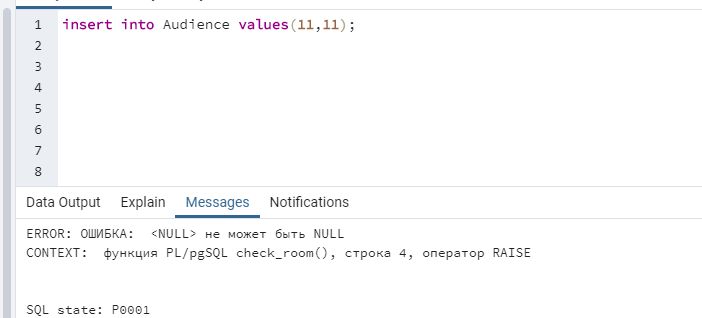 1 insert into Audience values(11,11);
2
3
4
5
6
7
8
Data Output Explain Messages Notifications
ERROR: ОШИБКА:  <NULL> не может быть NULL
CONTEXT:  функция PL/pgSQL check_room(), строка 4, оператор RAISE
SQL state: P0001